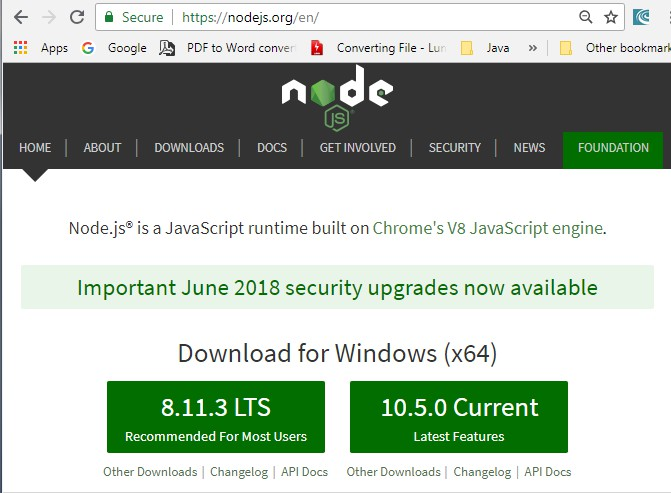 Secure | https://nodejs.org/en/
Apps Google PDF to Word convert Converting File - Lun Java » Other bookmark
node
JS
HOME | ABOUT | DOWNLOADS | DOCS | GET INVOLVED | SECURITY | NEWS FOUNDATION
Node.js® is a JavaScript runtime built on Chrome's V8 JavaScript engine.
Important June 2018 security upgrades now available
Download for Windows (x64)
8.11.3 LTS 10.5.0 Current
Recommended For Most Users Latest Features
Other Downloads | Changelog | API Docs Other Downloads | Changelog | API Docs